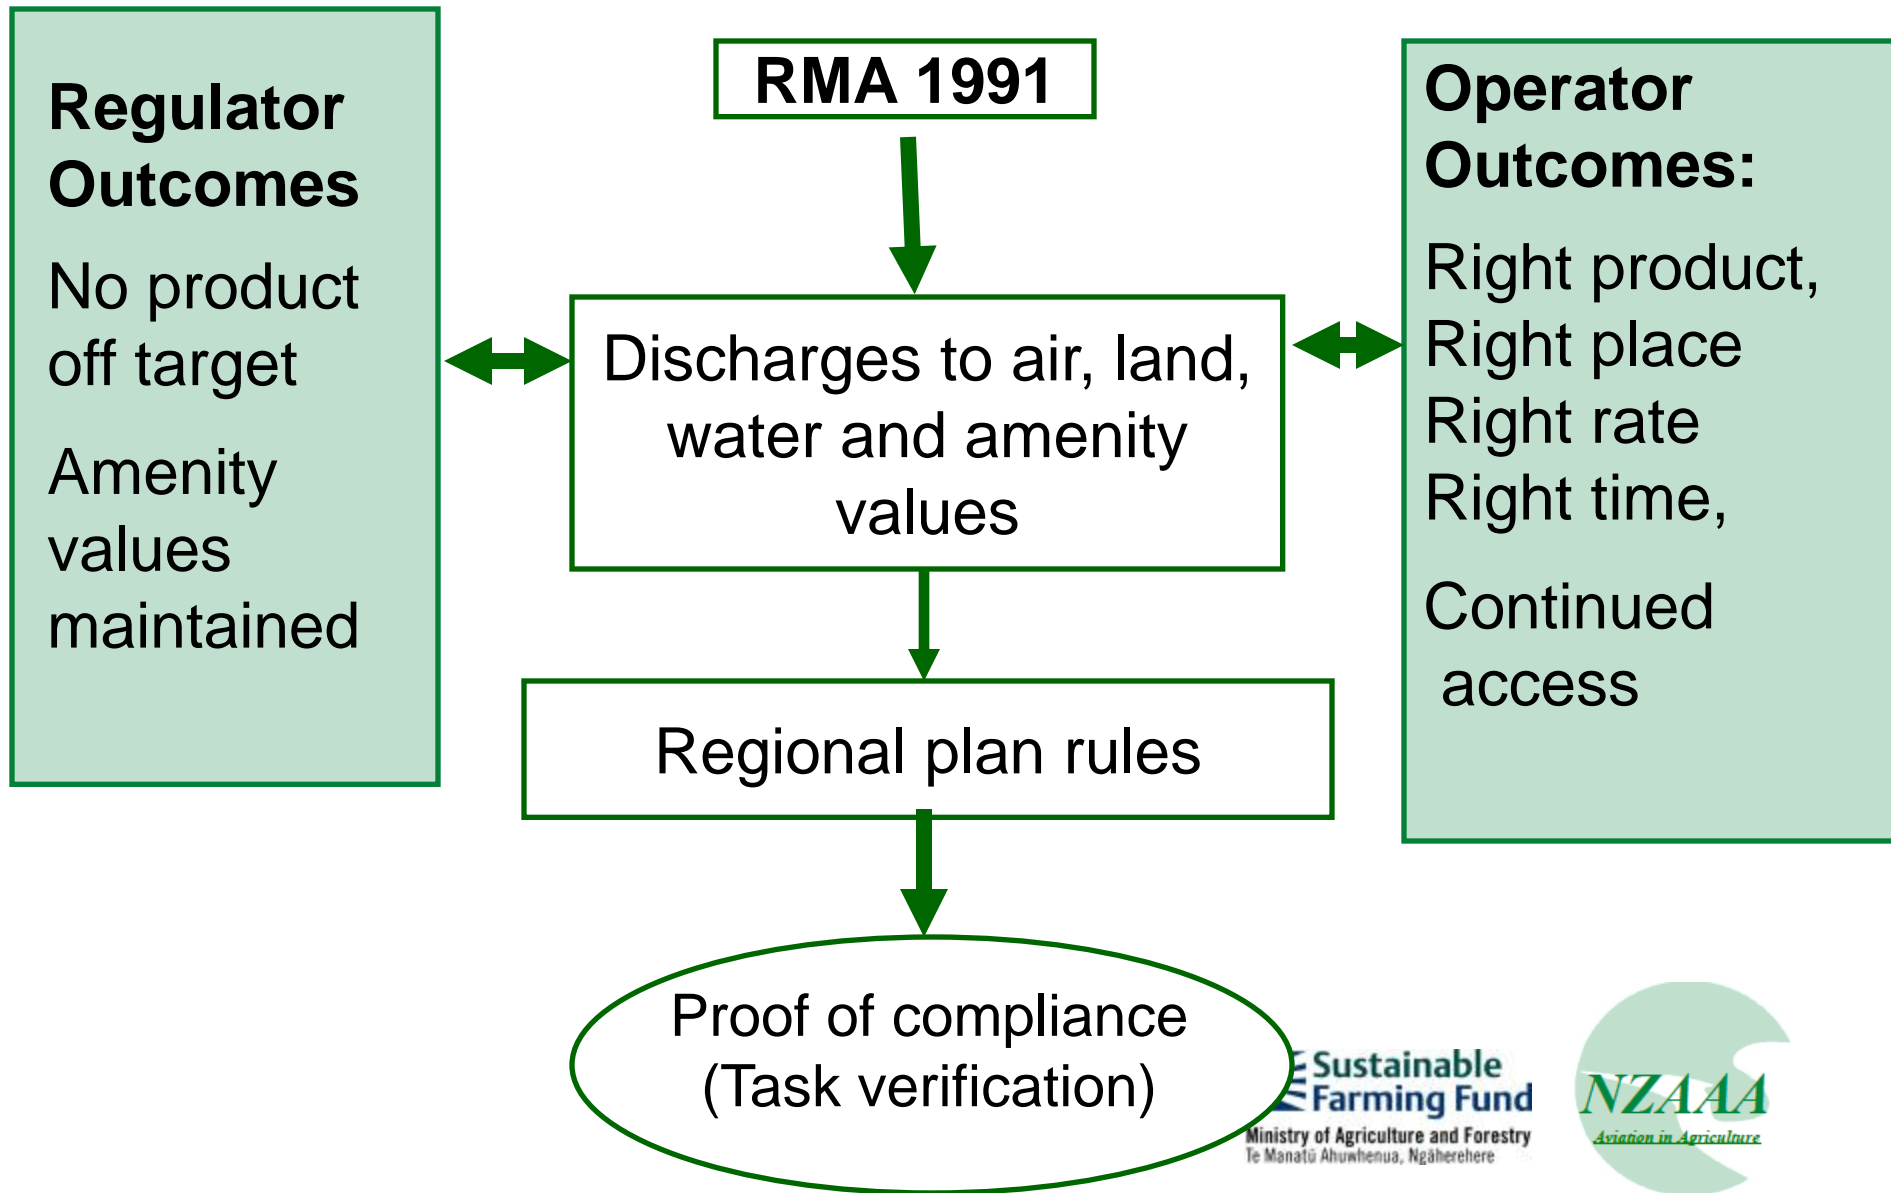 Regulator
Outcomes
No product
off target
Amenity
values
maintained
RMA 1991
Discharges to air, land,
water and amenity
values
Regional plan rules
Proof of compliance
(Task verification)
Operator
Outcomes:
Right product,
Right place
Right rate
Right time,
Continued
access
Sustainable
Farming Fund
Ministry of Agriculture and Forestry
Te Manatū Ahuwhenua, Ngāherehere
NZAAA
Aviation in Agriculture